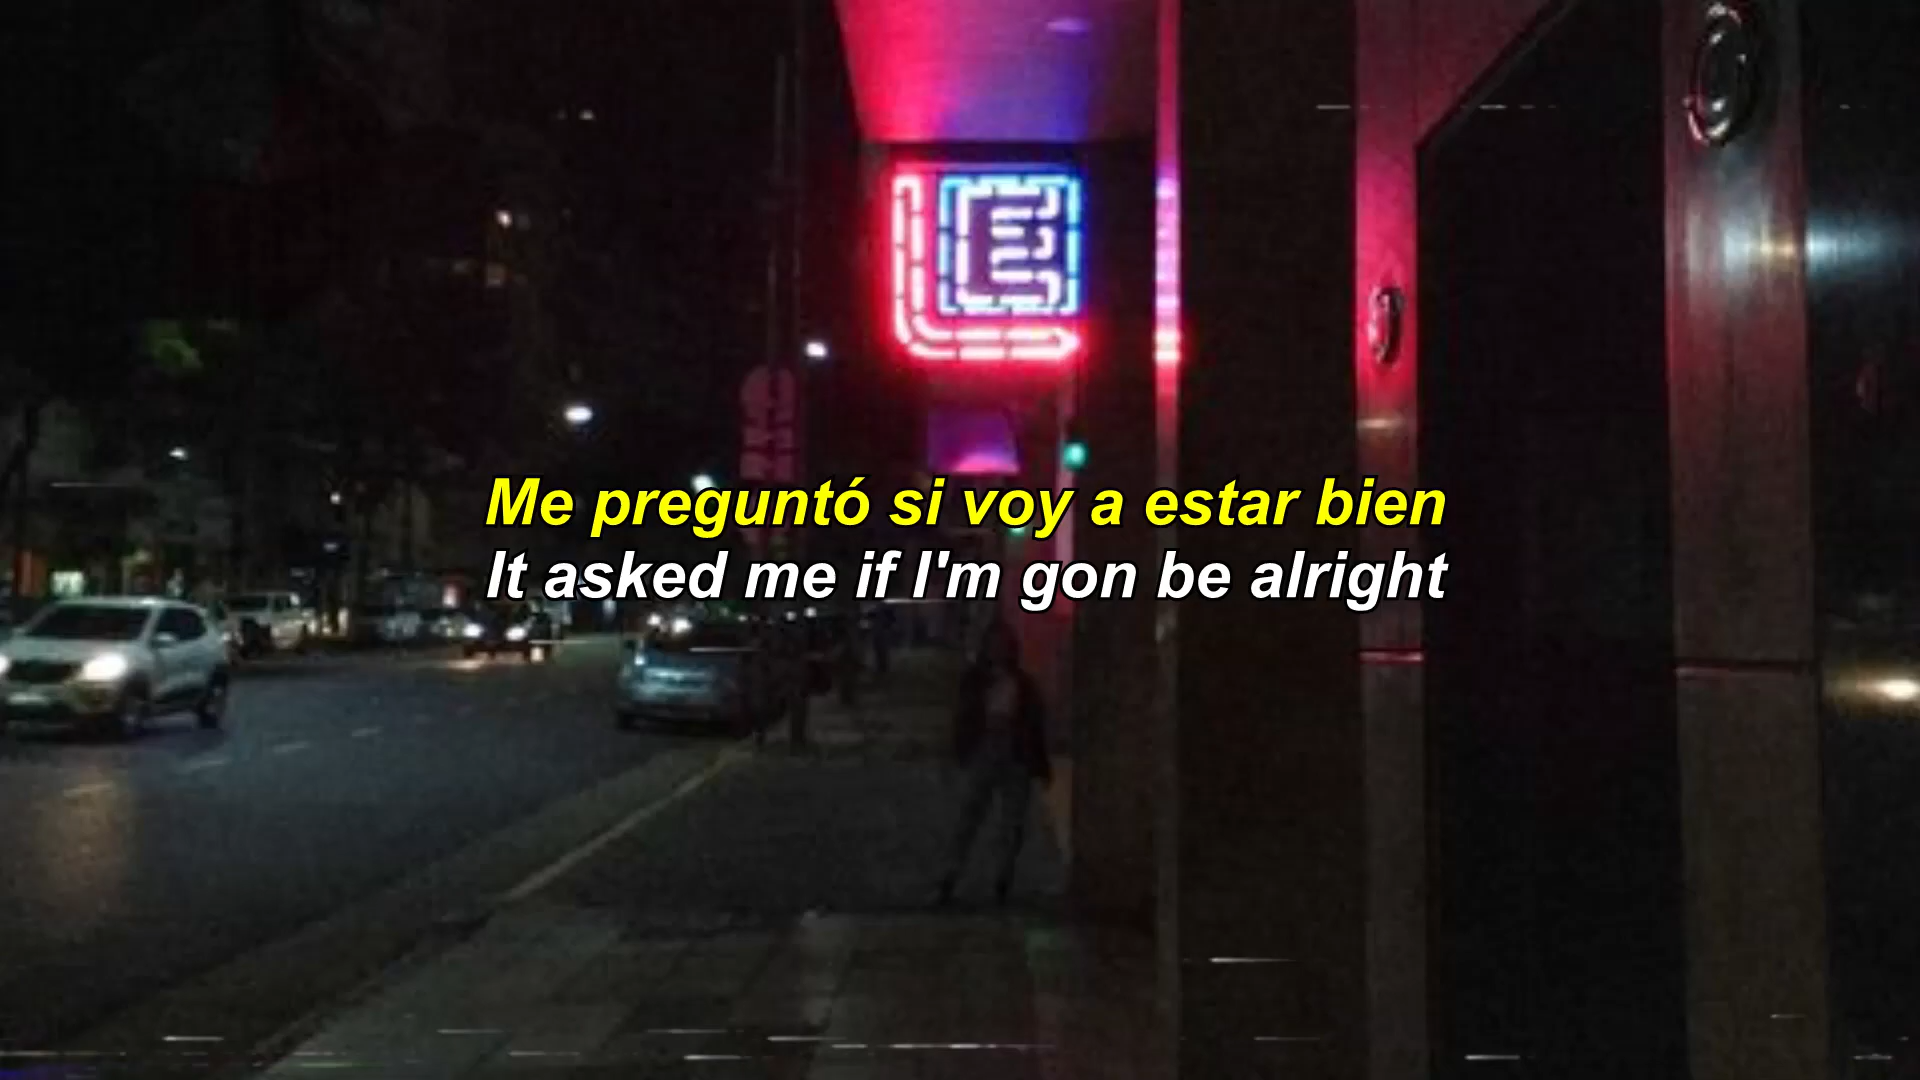 E
Me preguntó si voy a estar bien
It asked me if I'm gon be alright